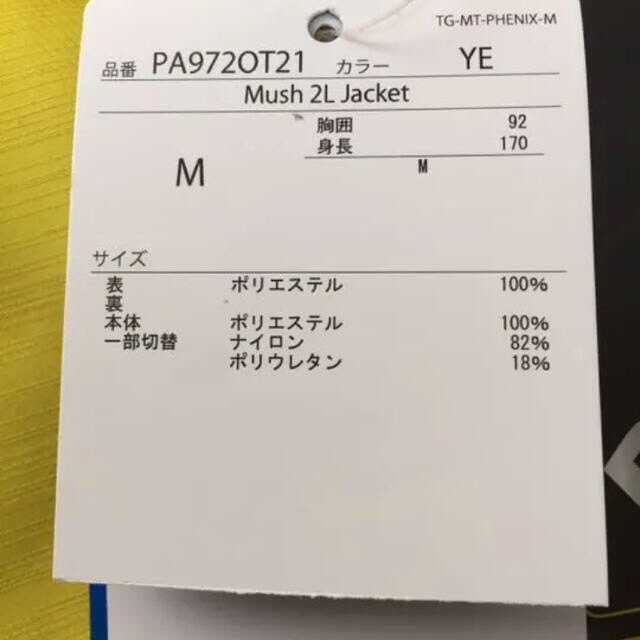 TG-MT-PHENIX-M
品番 PA972OT21 カラー YE
Mush 2L Jacket
胸囲 92
身長 170
M
M
サイズ
表 ポリエステル 100%
裏
本体 ポリエステル 100%
一部切替 ナイロン 82%
ポリウレタン 18%